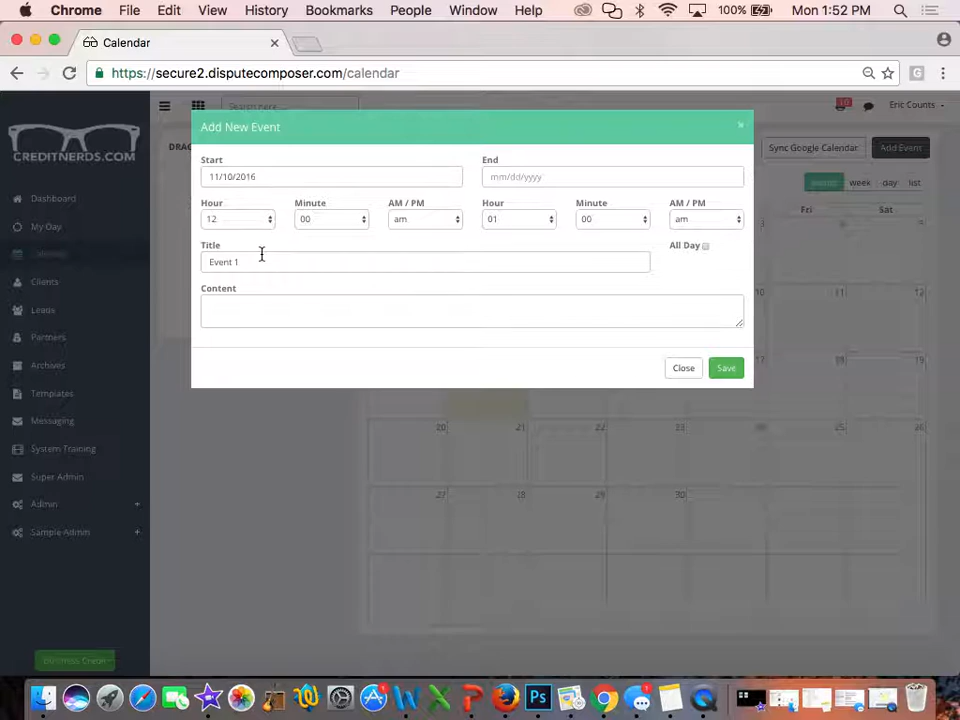 Chrome File Edit View History Bookmarks People Window Help 100% Mon 1:52 PM
Calendar
https://secure2.disputecomposer.com/calendar
CREDITNERDS.COM
Search here...
10
Eric Counts
Add New Event
×
Sync Google Calendar
Add Event
Start
End
11/10/2016
mm/dd/yyyy
month week day list
Hour Minute AM / PM Hour Minute AM / PM
12 00 am 01 00 am
Fri Sat
Title
All Day
Event 1
Content
Close
Save
Dashboard
My Day
Calendar
Clients
Leads
Partners
Archives
Templates
Messaging
System Training
Super Admin
Admin +
Sample Admin +
Business Credit
10 11 12
17 18 19
20 21 22 23 25 26
27 28 29 30